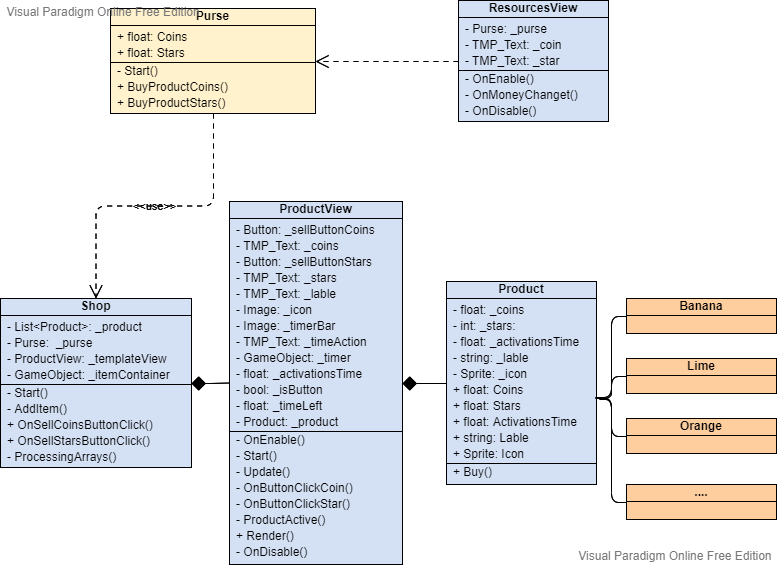 Visual Paradigm Online Free Edition
Purse
+ float: Coins
+ float: Stars
- Start()
+ BuyProductCoins()
+ BuyProductStars()
ResourcesView
- Purse: _purse
- TMP_Text: _coin
- TMP_Text: _star
- OnEnable()
- OnMoneyChanget()
- OnDisable()
<<use>>
Shop
- List<Product>: _product
- Purse: _purse
- ProductView: _templateView
- GameObject: _itemContainer
- Start()
- AddItem()
+ OnSellCoinsButtonClick()
+ OnSellStarsButtonClick()
- ProcessingArrays()
ProductView
- Button: _sellButtonCoins
- TMP_Text: _coins
- Button: _sellButtonStars
- TMP_Text: _stars
- TMP_Text: _lable
- Image: _icon
- Image: _timerBar
- TMP_Text: _timeAction
- GameObject: _timer
- float: _activationsTime
- bool: _isButton
- float: _timeLeft
- Product: _product
- OnEnable()
- Start()
- Update()
- OnButtonClickCoin()
- OnButtonClickStar()
- ProductActive()
+ Render()
- OnDisable()
Product
- float: _coins
- int: _stars:
- float: _activationsTime
- string: _lable
- Sprite: _icon
+ float: Coins
+ float: Stars
+ float: ActivationsTime
+ string: Lable
+ Sprite: Icon
+ Buy()
Banana
Lime
Orange
....
Visual Paradigm Online Free Edition